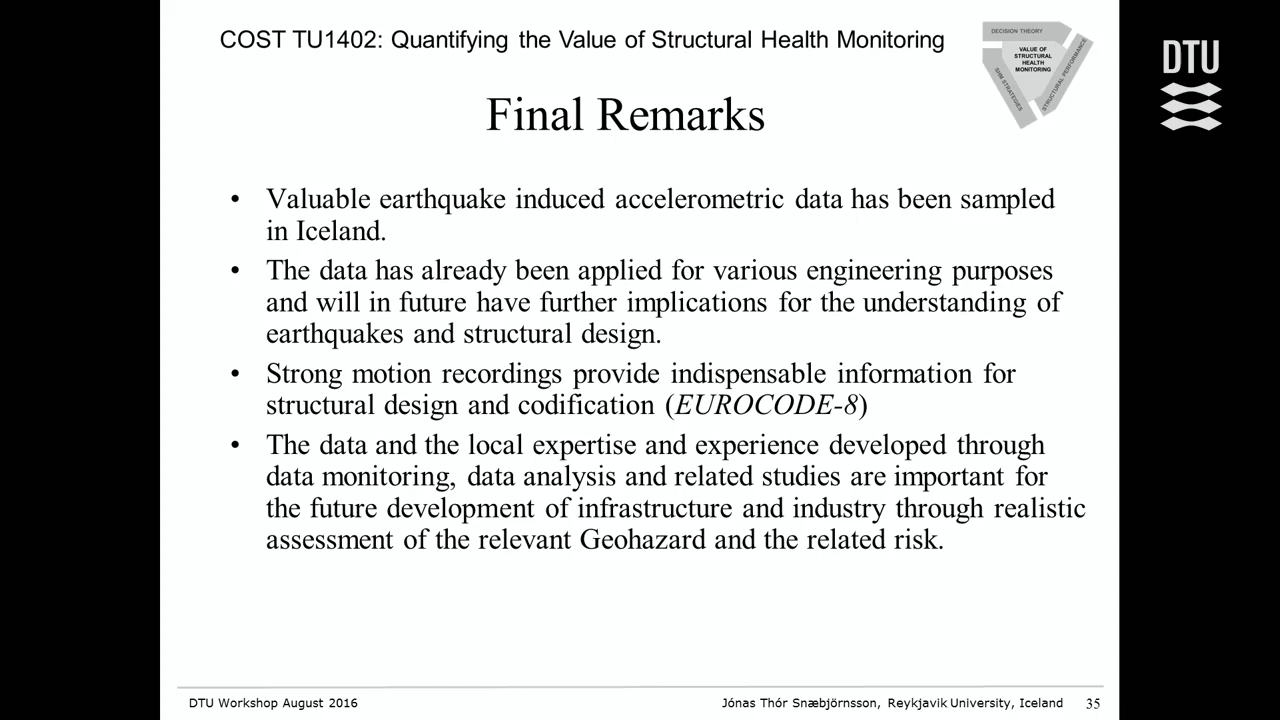 COST TU1402: Quantifying the Value of Structural Health Monitoring
DECISION THEORY
VALUE OF
STRUCTURAL
HEALTH
MONITORING
SHM STRATEGIES
STRUCTURAL PERFORMANCE
DTU
Final Remarks
• Valuable earthquake induced accelerometric data has been sampled
in Iceland.
• The data has already been applied for various engineering purposes
and will in future have further implications for the understanding of
earthquakes and structural design.
• Strong motion recordings provide indispensable information for
structural design and codification (EUROCODE-8)
• The data and the local expertise and experience developed through
data monitoring, data analysis and related studies are important for
the future development of infrastructure and industry through realistic
assessment of the relevant Geohazard and the related risk.
DTU Workshop August 2016
Jónas Thór Snæbjörnsson, Reykjavik University, Iceland 35